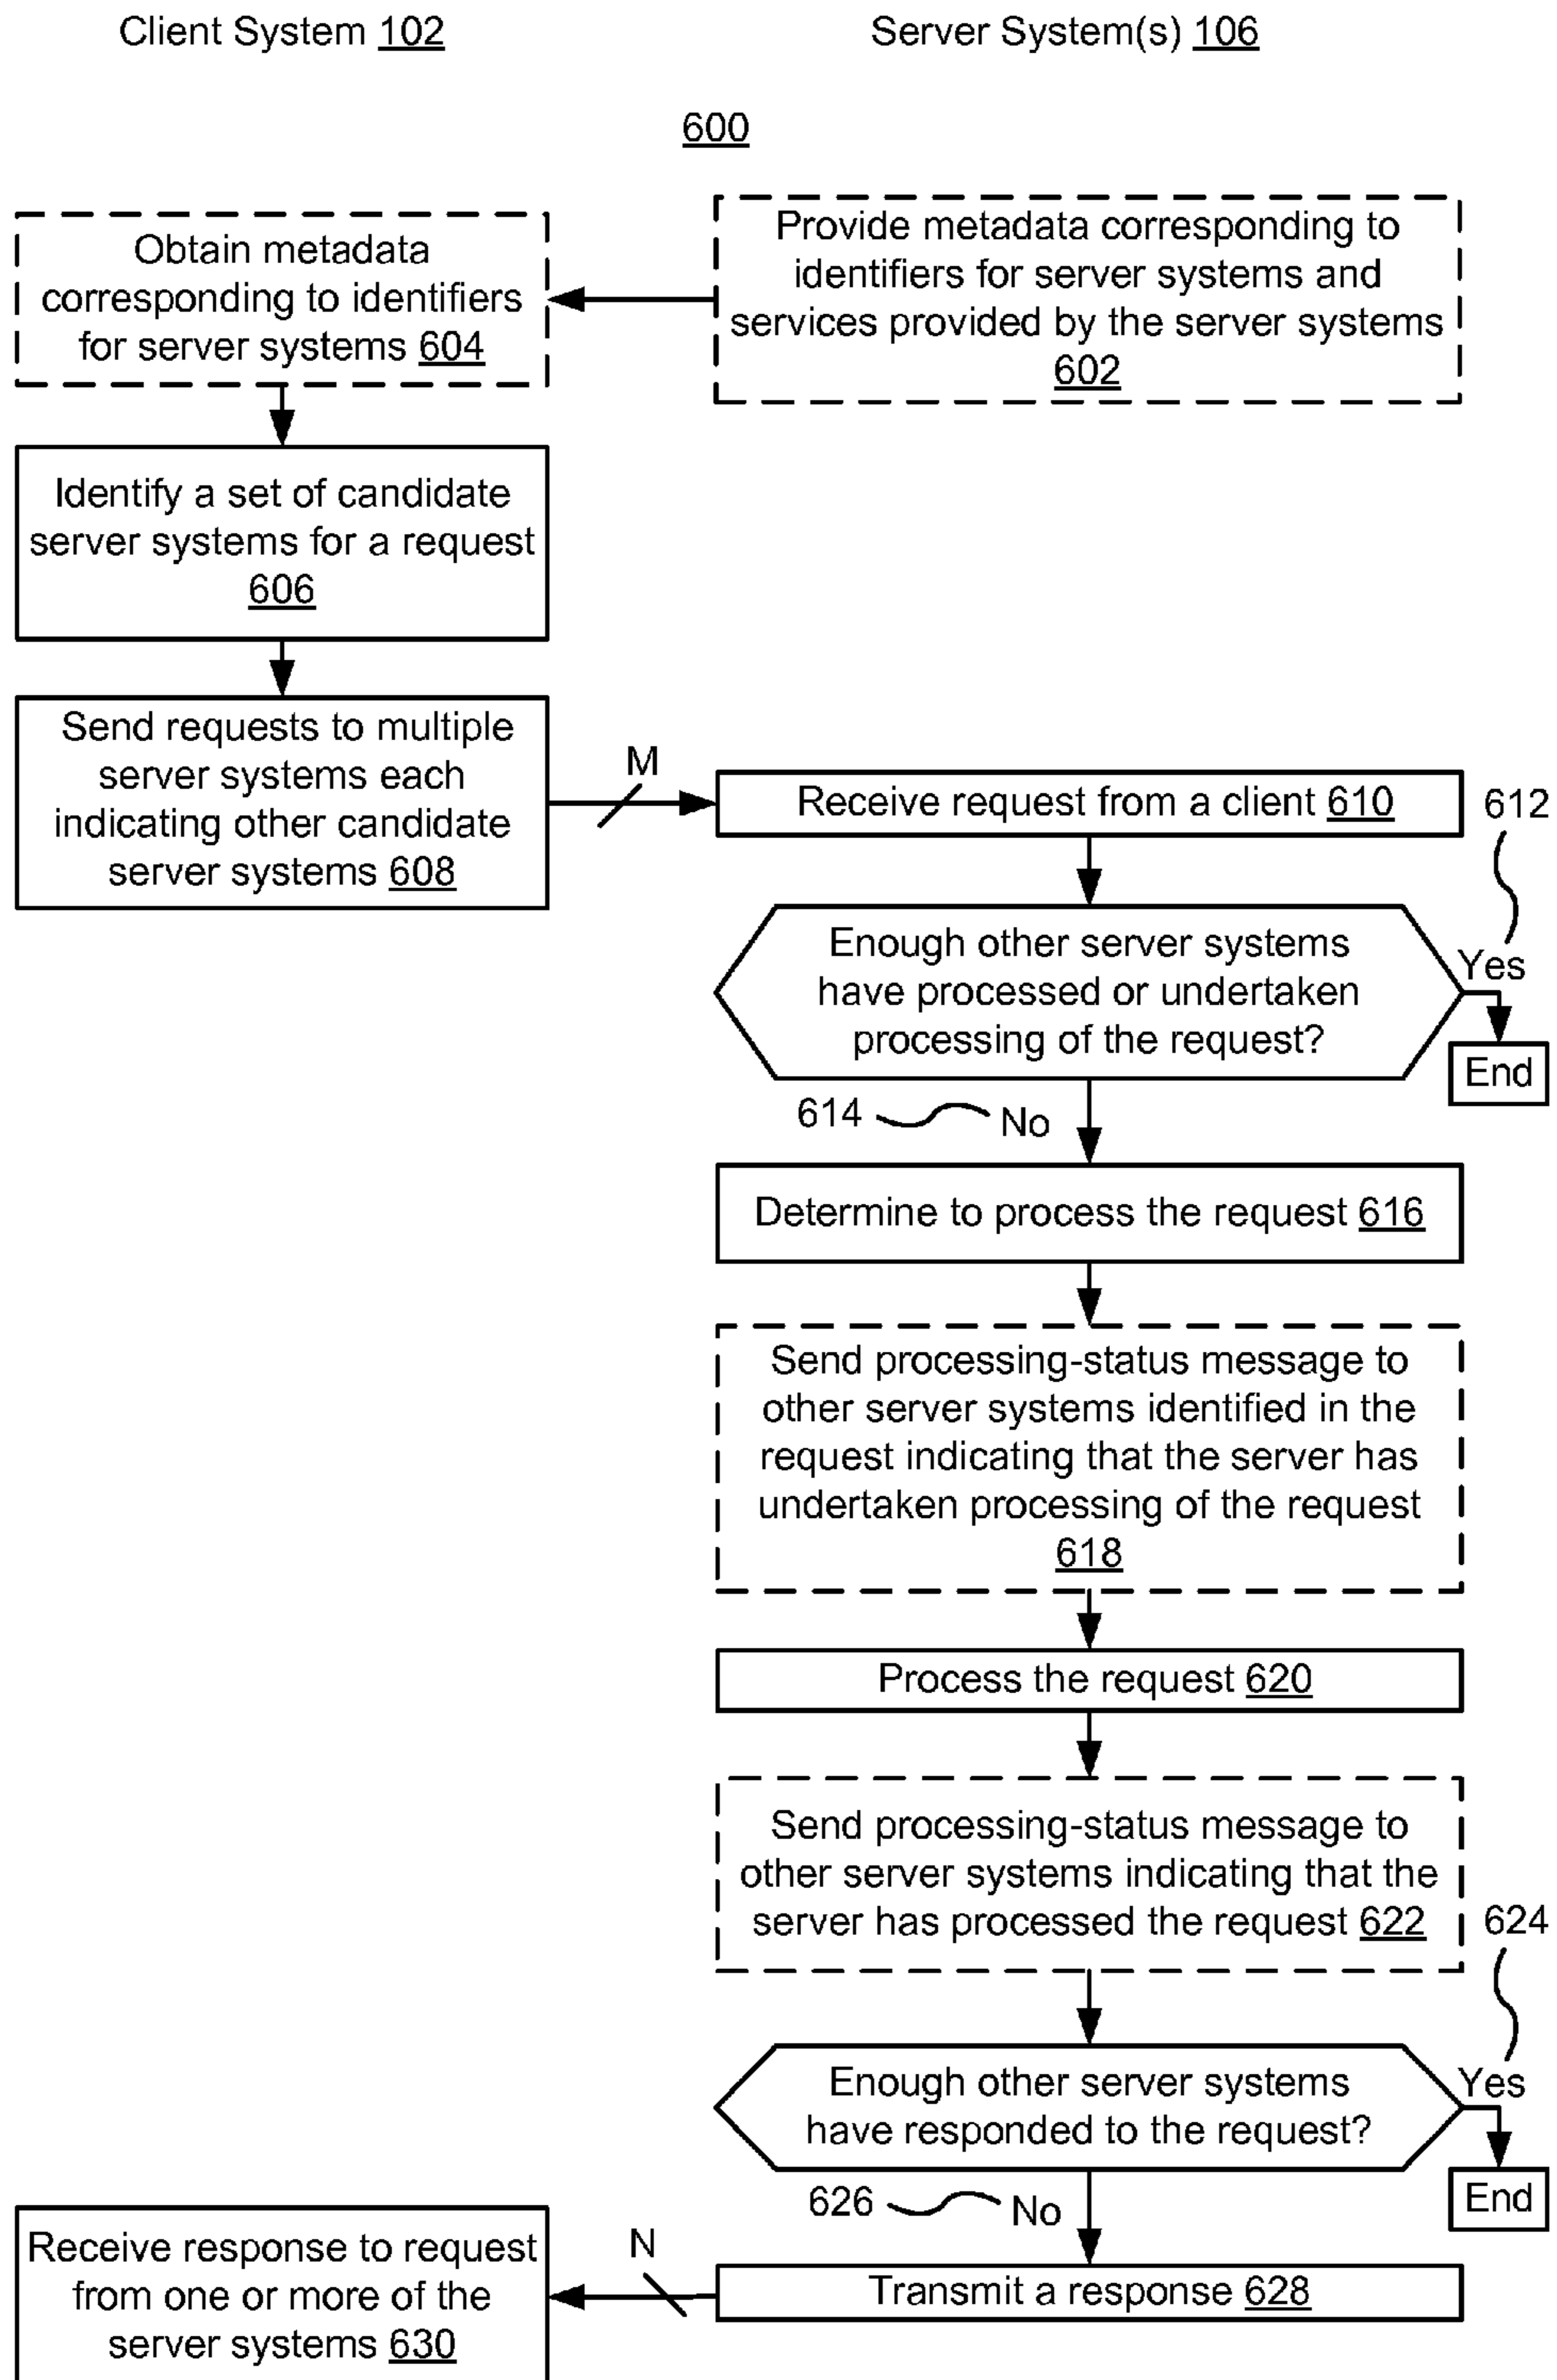 Client System 102
Server System(s) 106
600
Provide metadata corresponding to
identifiers for server systems and
services provided by the server systems
602
Obtain metadata
corresponding to identifiers
for server systems 604
Identify a set of candidate
server systems for a request
606
Send requests to multiple
server systems each
indicating other candidate
server systems 608
M
Receive request from a client 610
612
Enough other server systems
have processed or undertaken
processing of the request?
Yes
End
614
No
Determine to process the request 616
Send processing-status message to
other server systems identified in the
request indicating that the server has
undertaken processing of the request
618
Process the request 620
Send processing-status message to
other server systems indicating that the
server has processed the request 622
624
Enough other server systems
have responded to the request?
Yes
End
626
No
Transmit a response 628
N
Receive response to request
from one or more of the
server systems 630